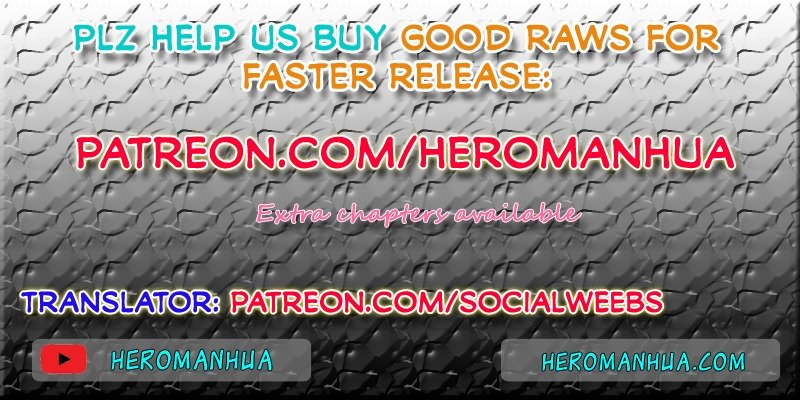 PLZ HELP US BUY GOOD RAWS FOR
FASTER RELEASE:
PATREON.COM/HEROMANHUA
Extra chapters available
TRANSLATOR: PATREON.COM/SOCIALWEEBS
HEROMANHUA
HEROMANHUA.COM